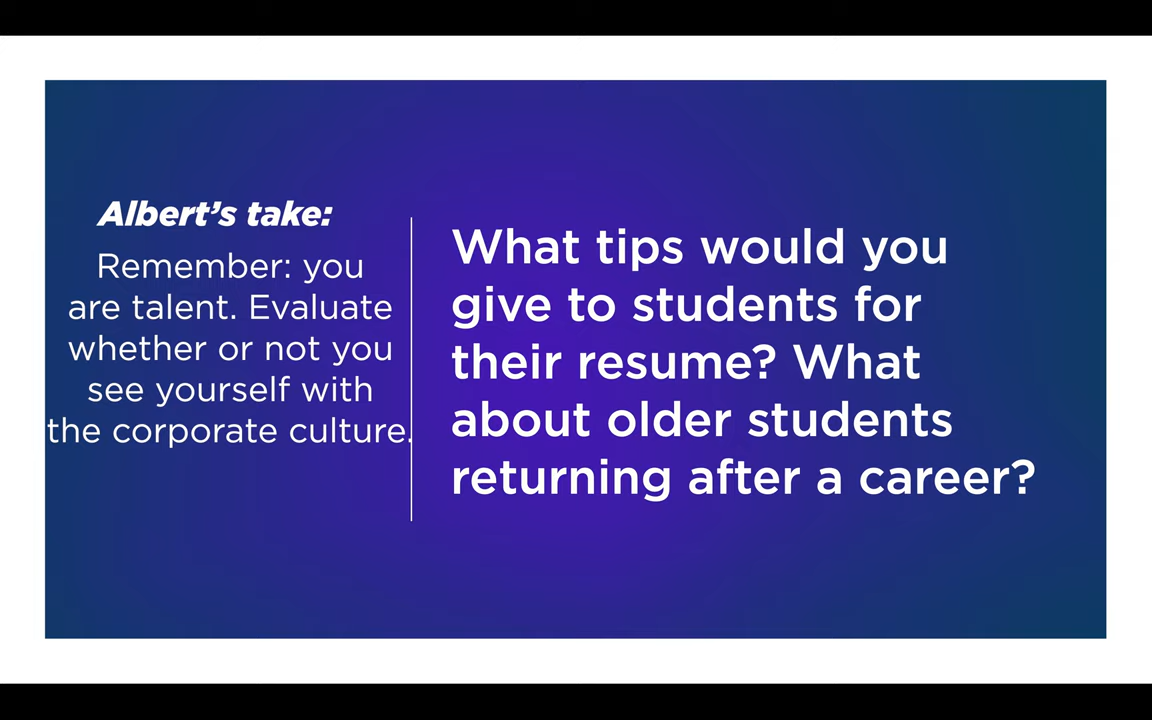 Albert's take:
Remember: you
are talent. Evaluate
whether or not you
see yourself with
the corporate culture.
What tips would you
give to students for
their resume? What
about older students
returning after a career?